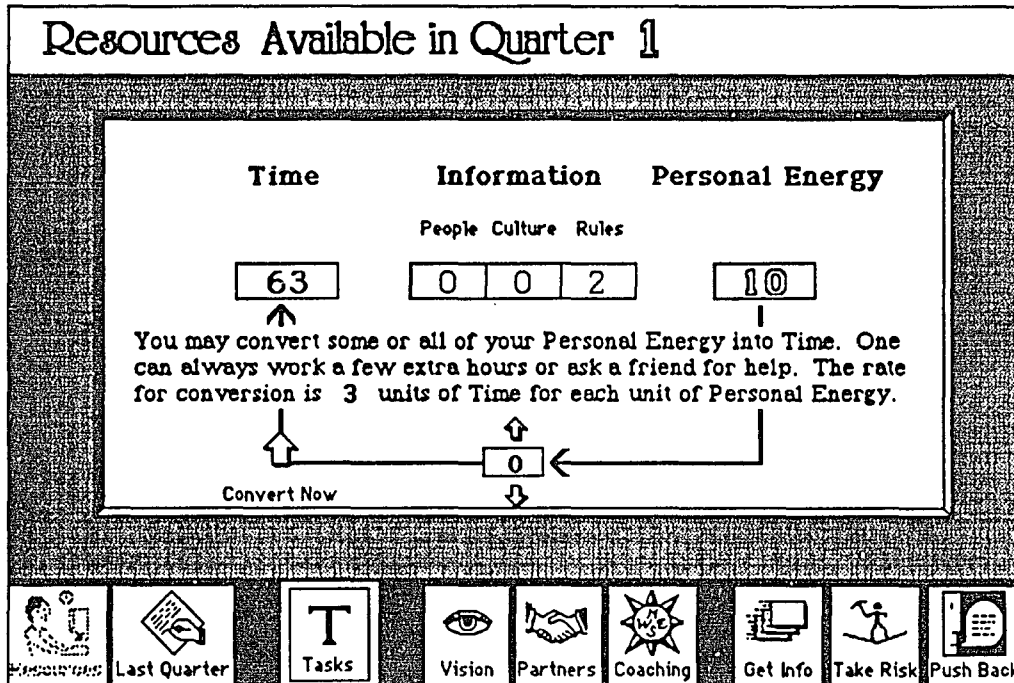 Resources Available in Quarter 1
Time Information Personal Energy
People Culture Rules
63 0 0 2 10
You may convert some or all of your Personal Energy into Time. One
can always work a few extra hours or ask a friend for help. The rate
for conversion is 3 units of Time for each unit of Personal Energy.
0
Convert Now
T
N
W E
S
Resources Last Quarter Tasks Vision Partners Coaching Get Info Take Risk Push Back